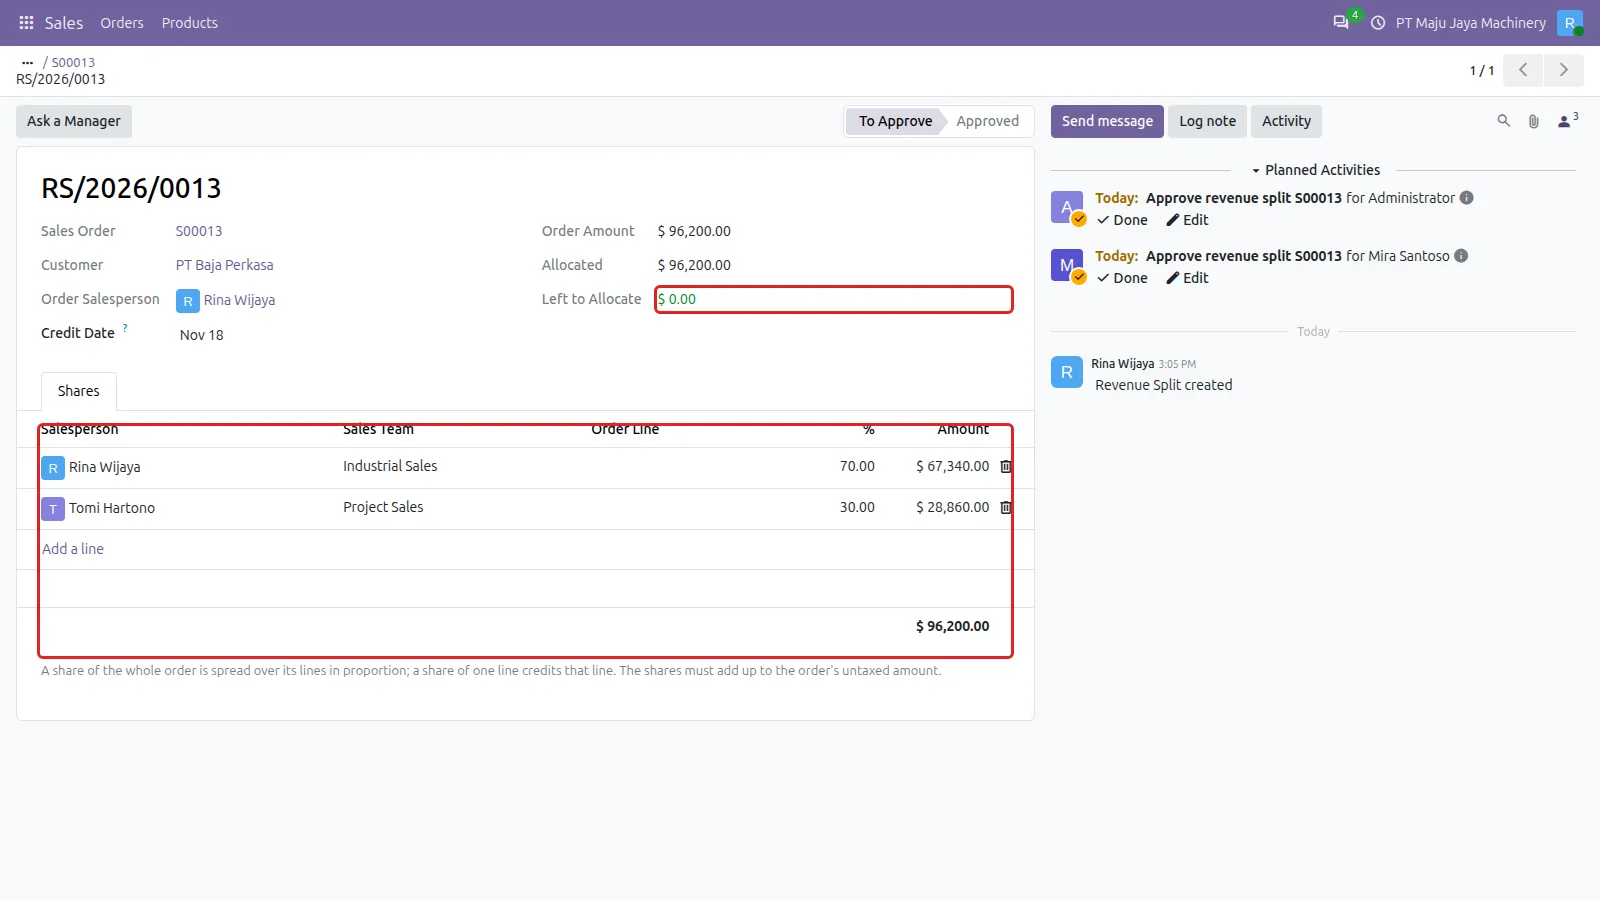 Sales Orders Products 4 PT Maju Jaya Machinery R
... / S00013
RS/2026/0013
1 / 1
Ask a Manager To Approve Approved
Send message Log note Activity 3
RS/2026/0013
Sales Order S00013
Customer PT Baja Perkasa
Order Salesperson R Rina Wijaya
Credit Date ? Nov 18
Order Amount $ 96,200.00
Allocated $ 96,200.00
Left to Allocate $ 0.00
Shares
Salesperson Sales Team Order Line % Amount
R Rina Wijaya Industrial Sales 70.00 $ 67,340.00
T Tomi Hartono Project Sales 30.00 $ 28,860.00
Add a line
$ 96,200.00
A share of the whole order is spread over its lines in proportion; a share of one line credits that line. The shares must add up to the order's untaxed amount.
Planned Activities
A Today: Approve revenue split S00013 for Administrator
Done Edit
M Today: Approve revenue split S00013 for Mira Santoso
Done Edit
Today
R Rina Wijaya 3:05 PM
Revenue Split created